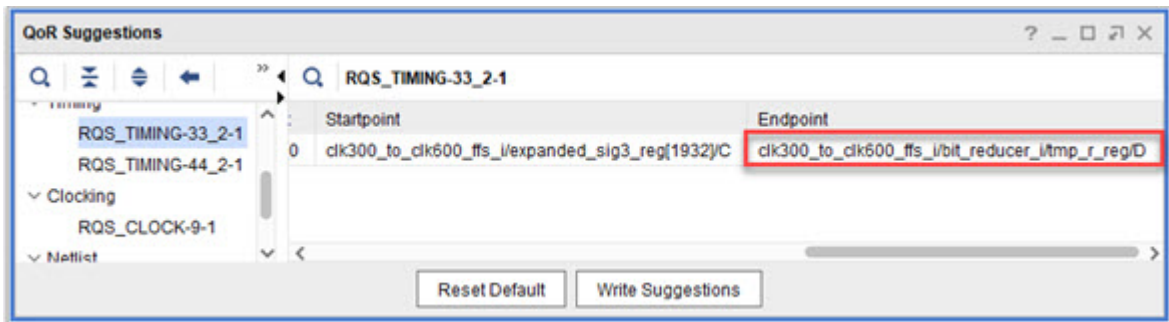 QoR Suggestions
RQS_TIMING-33_2-1
Timing
RQS_TIMING-33_2-1
RQS_TIMING-44_2-1
Clocking
RQS_CLOCK-9-1
Netlist
Startpoint Endpoint
0 clk300_to_clk600_ffs_i/expanded_sig3_reg[1932]/C clk300_to_clk600_ffs_i/bit_reducer_i/tmp_r_reg/D
Reset Default Write Suggestions